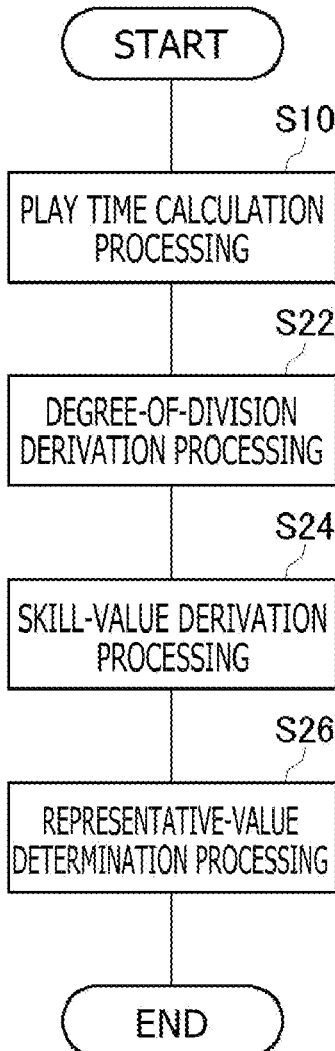 START
S10
PLAY TIME CALCULATION
PROCESSING
S22
DEGREE-OF-DIVISION
DERIVATION PROCESSING
S24
SKILL-VALUE DERIVATION
PROCESSING
S26
REPRESENTATIVE-VALUE
DETERMINATION PROCESSING
END